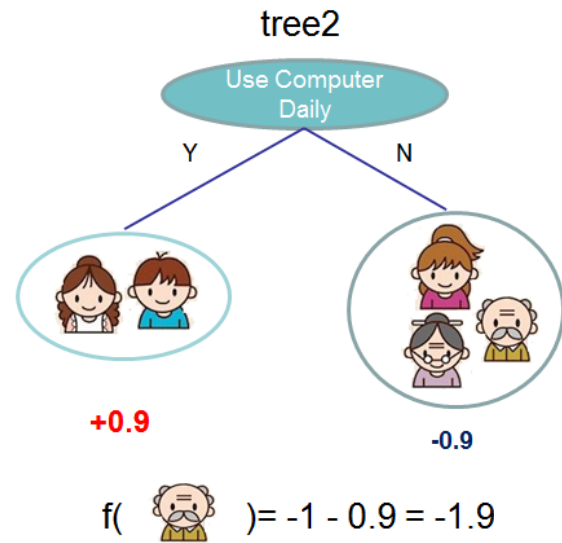 tree2
Use Computer
Daily
Y
N
+0.9
-0.9
f( )= -1 - 0.9 = -1.9